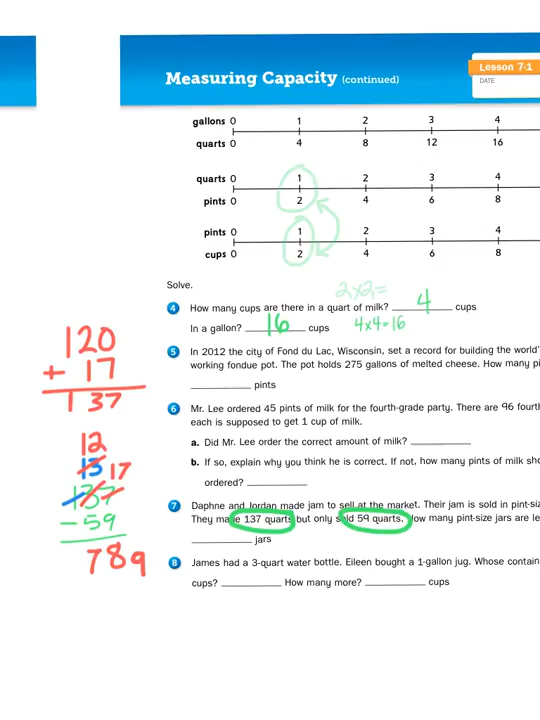 Lesson 7-1
Measuring Capacity (continued)
DATE
gallons 0 1 2 3 4
quarts 0 4 8 12 16
quarts 0 1 2 3 4
pints 0 2 4 6 8
pints 0 1 2 3 4
cups 0 2 4 6 8
Solve.
2×2=
4 How many cups are there in a quart of milk? 4 cups
In a gallon? 16 cups 4×4=16
5 In 2012 the city of Fond du Lac, Wisconsin, set a record for building the world'
working fondue pot. The pot holds 275 gallons of melted cheese. How many pi
pints
6 Mr. Lee ordered 45 pints of milk for the fourth-grade party. There are 96 fourth
each is supposed to get 1 cup of milk.
a. Did Mr. Lee order the correct amount of milk?
b. If so, explain why you think he is correct. If not, how many pints of milk sho
ordered?
7 Daphne and Jordan made jam to sell at the market. Their jam is sold in pint-siz
They made 137 quarts but only sold 59 quarts. How many pint-size jars are le
jars
8 James had a 3-quart water bottle. Eileen bought a 1-gallon jug. Whose contain
cups? How many more? cups
120
+ 17
137
12
13 17
137
- 59
789